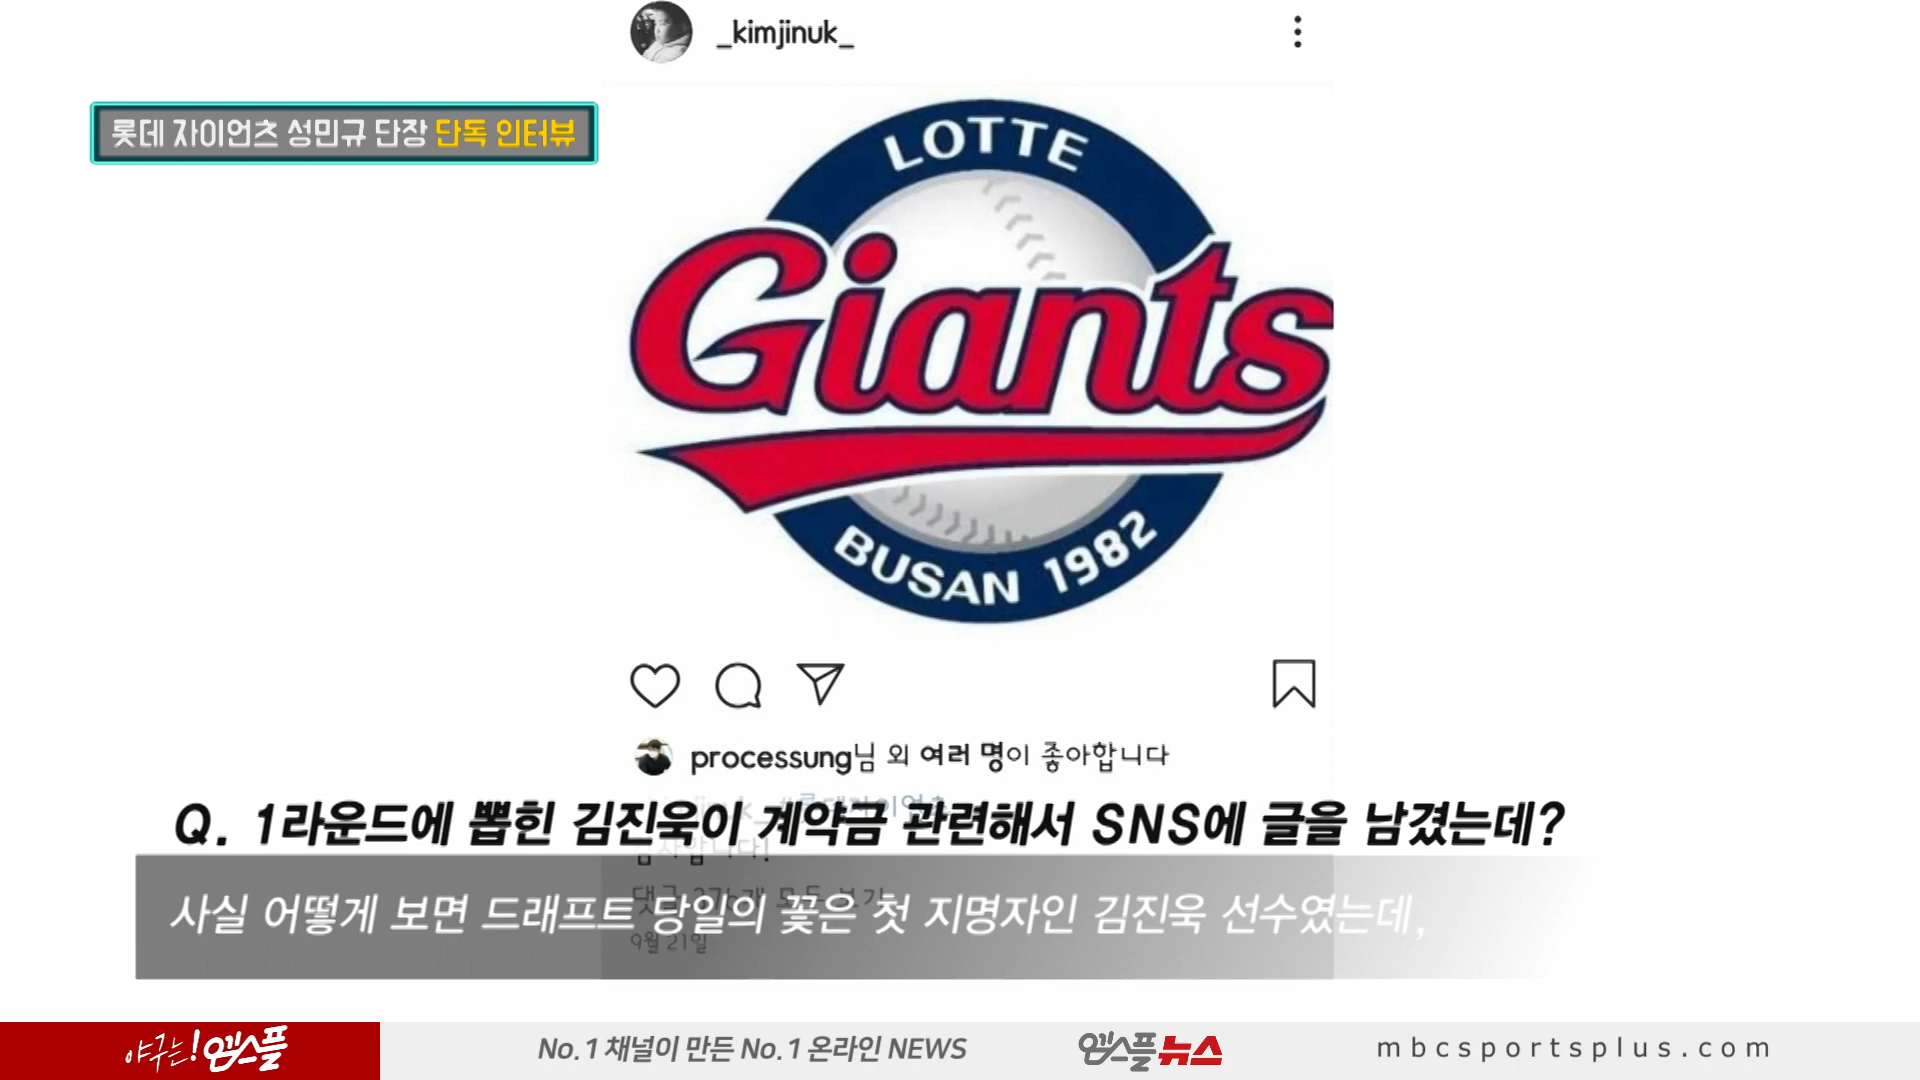 _kimjinuk_
롯데 자이언츠 성민규 단장 단독 인터뷰
LOTTE
Giants
BUSAN 1982
processung님 외 여러 명이 좋아합니다
Q. 1라운드에 뽑힌 김진욱이 계약금 관련해서 SNS에 글을 남겼는데?
감사합니다!
사실 어떻게 보면 드래프트 당일의 꽃은 첫 지명자인 김진욱 선수였는데,
9월 21일
야구는! 엠스플
No.1 채널이 만든 No.1 온라인 NEWS
엠스플뉴스
mbcsportsplus.com